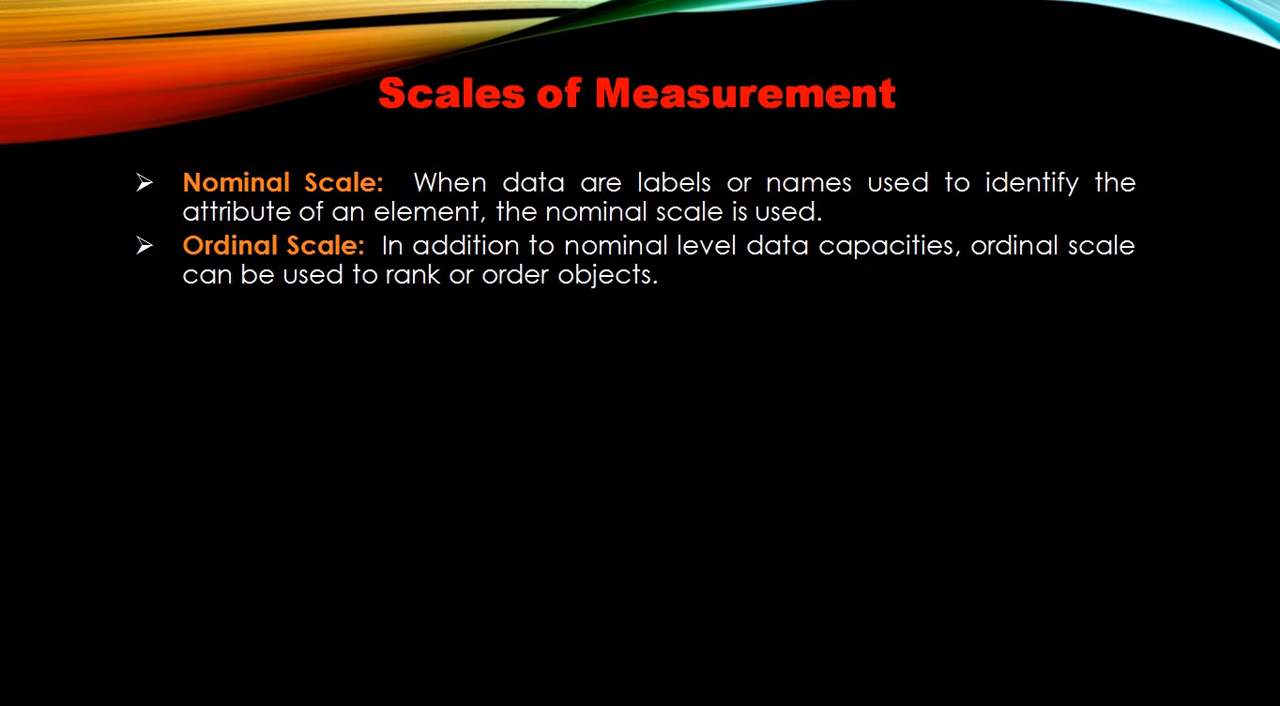 Scales of Measurement
➢ Nominal Scale: When data are labels or names used to identify the
attribute of an element, the nominal scale is used.
➢ Ordinal Scale: In addition to nominal level data capacities, ordinal scale
can be used to rank or order objects.